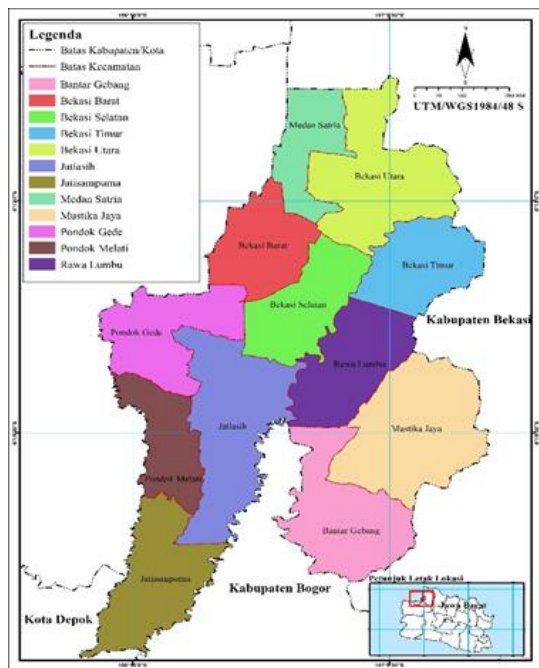 Legenda
Batas Kabupaten/Kota
Batas Kecamatan
Bantar Gebang
Bekasi Barat
Bekasi Selatan
Bekasi Timur
Bekasi Utara
Jatiasih
Jatisampurna
Medan Satria
Mustika Jaya
Pondok Gede
Pondok Melati
Rawa Lumbu
UTM/WGS1984/48 S
Medan Satria
Bekasi Utara
Bekasi Barat
Bekasi Timur
Bekasi Selatan
Kabupaten Bekasi
Pondok Gede
Rawa Lumbu
Jatiasih
Mustika Jaya
Pondok Melati
Bantar Gebang
Jatisampurna
Kabupaten Bogor
Kota Depok
Petunjuk Letak Lokasi
Jawa Barat